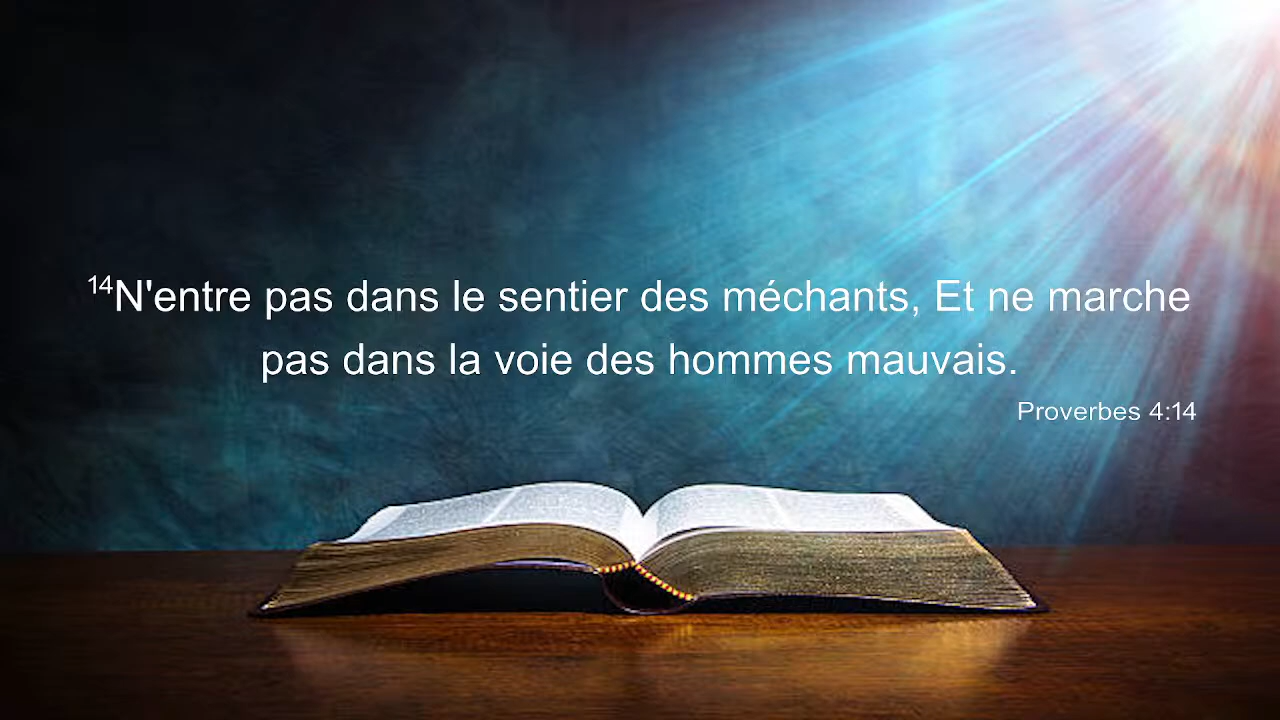 ¹⁴N'entre pas dans le sentier des méchants, Et ne marche
pas dans la voie des hommes mauvais.
Proverbes 4:14